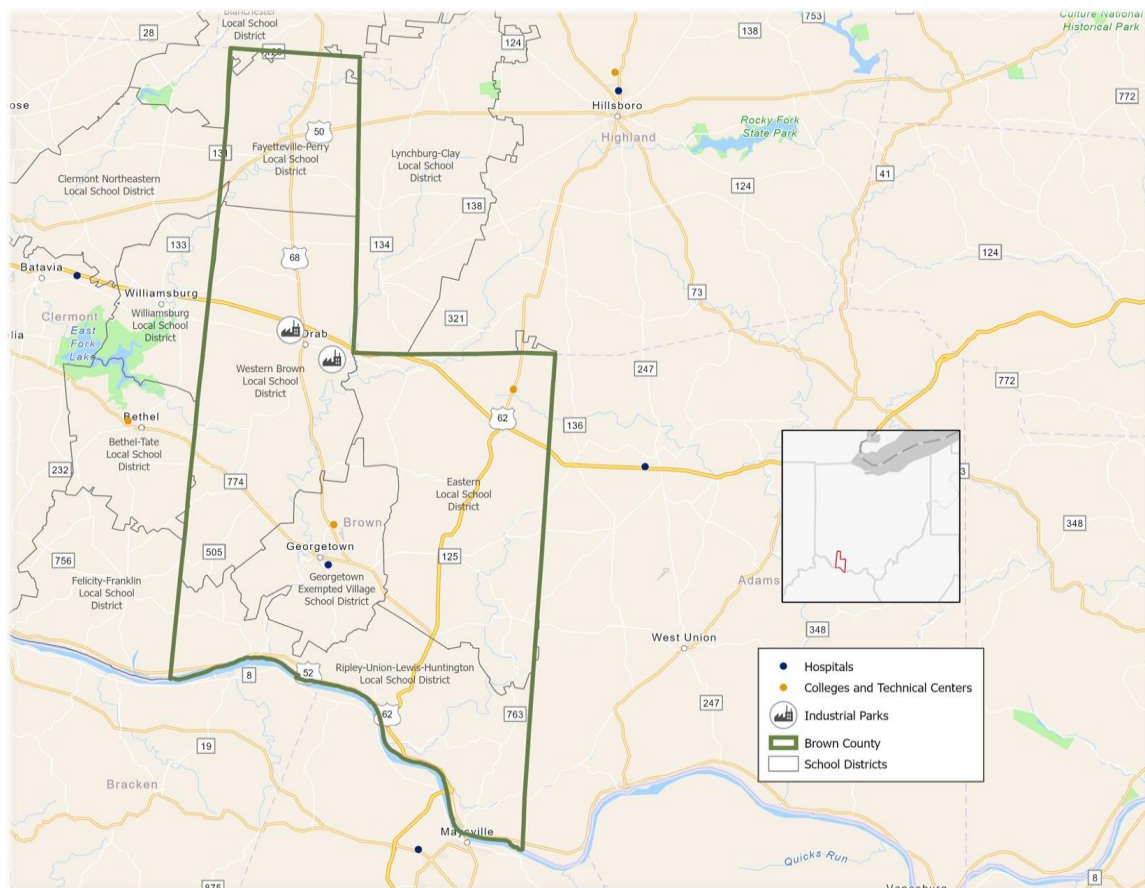 Local School
District
28
124
753
138
Culture National
Historical Park
772
Hillsboro
Highland
Rocky Fork
State Park
50
Fayetteville-Perry
Local School
District
131
Lynchburg-Clay
Local School
District
Clermont Northeastern
Local School District
138
124
41
133
134
68
124
Batavia
Williamsburg
Williamsburg
Local School
District
Clermont
East
Fork
Lake
73
321
Western Brown
Local School
District
247
772
62
136
Bethel
Bethel-Tate
Local School
District
232
774
Eastern
Local School
District
348
Brown
Georgetown
Georgetown
Exempted Village
School District
505
125
756
Felicity-Franklin
Local School
District
Adams
348
West Union
52
8
Ripley-Union-Lewis-Huntington
Local School District
62
763
247
19
Bracken
Maysville
Quicks Run
8
Hospitals
Colleges and Technical Centers
Industrial Parks
Brown County
School Districts